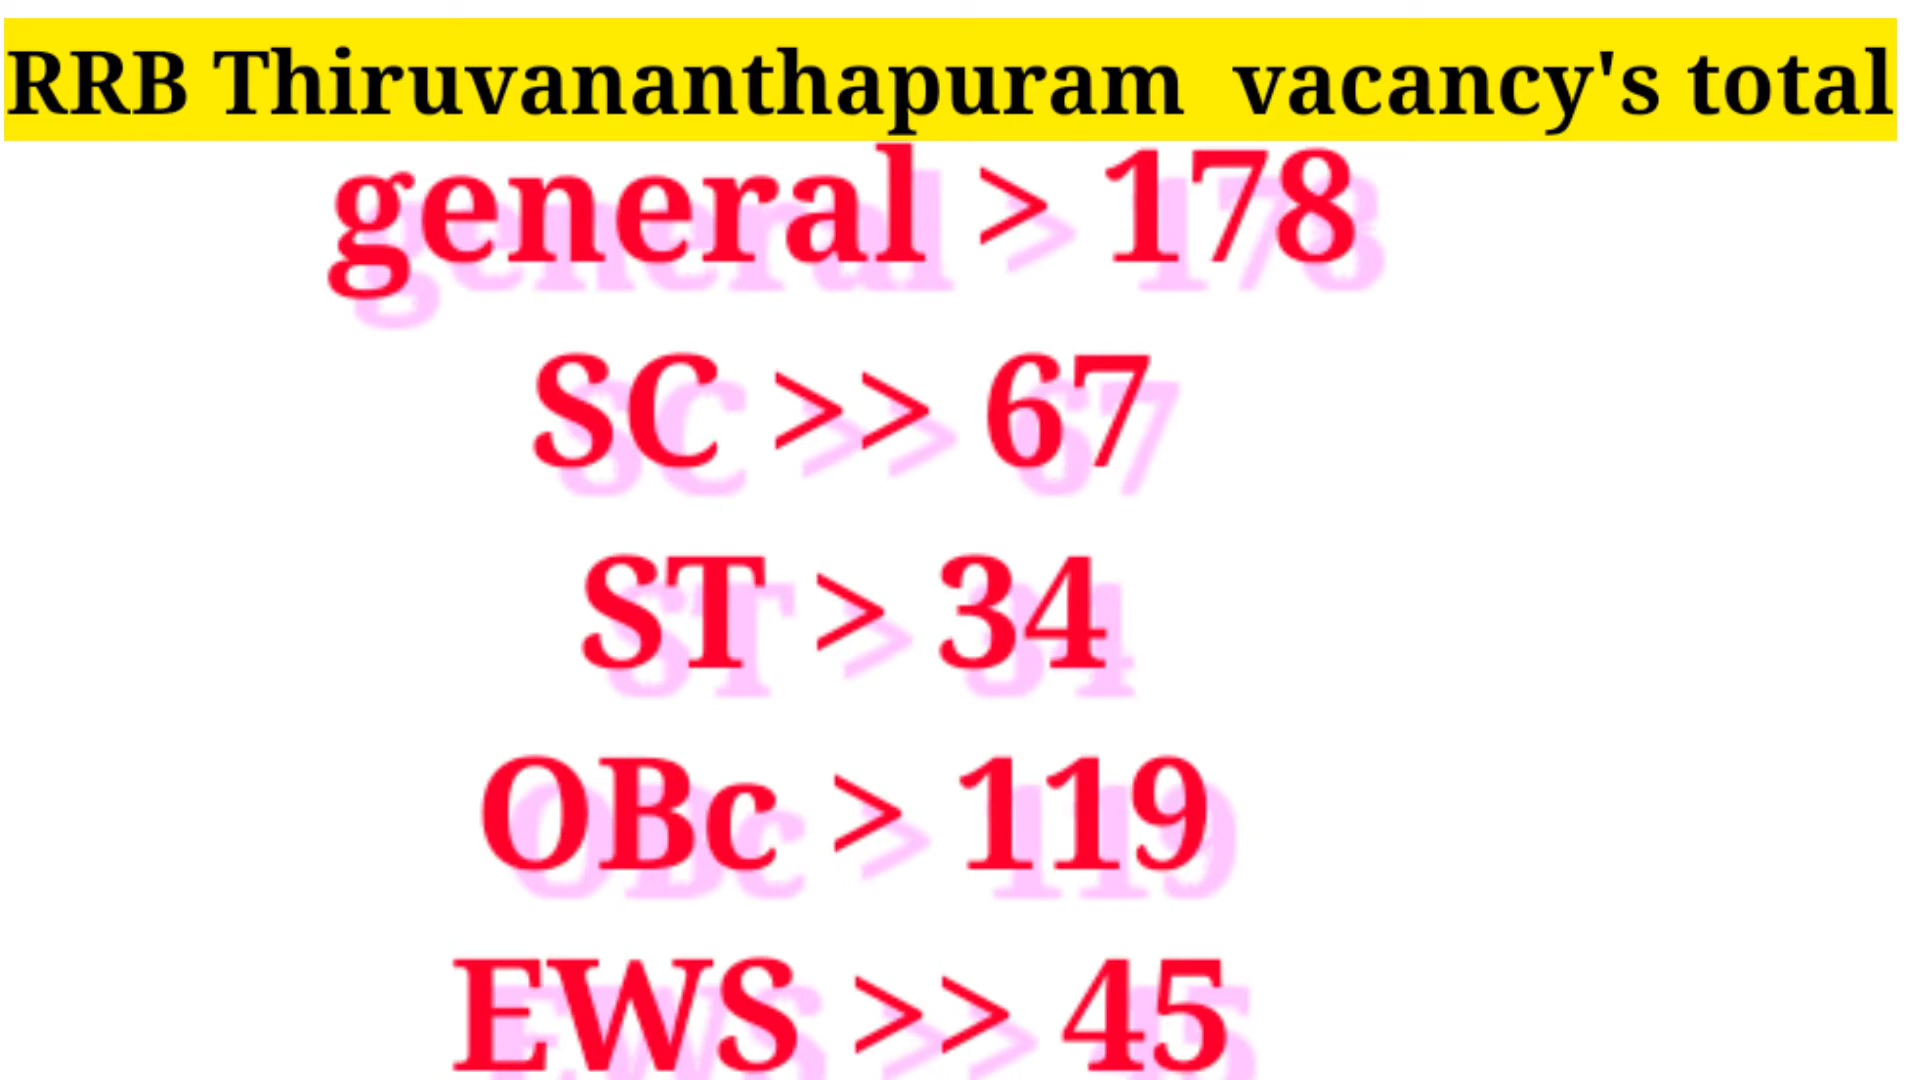 RRB Thiruvananthapuram vacancy's total
general > 178
SC >> 67
ST > 34
OBc > 119
EWS >> 45